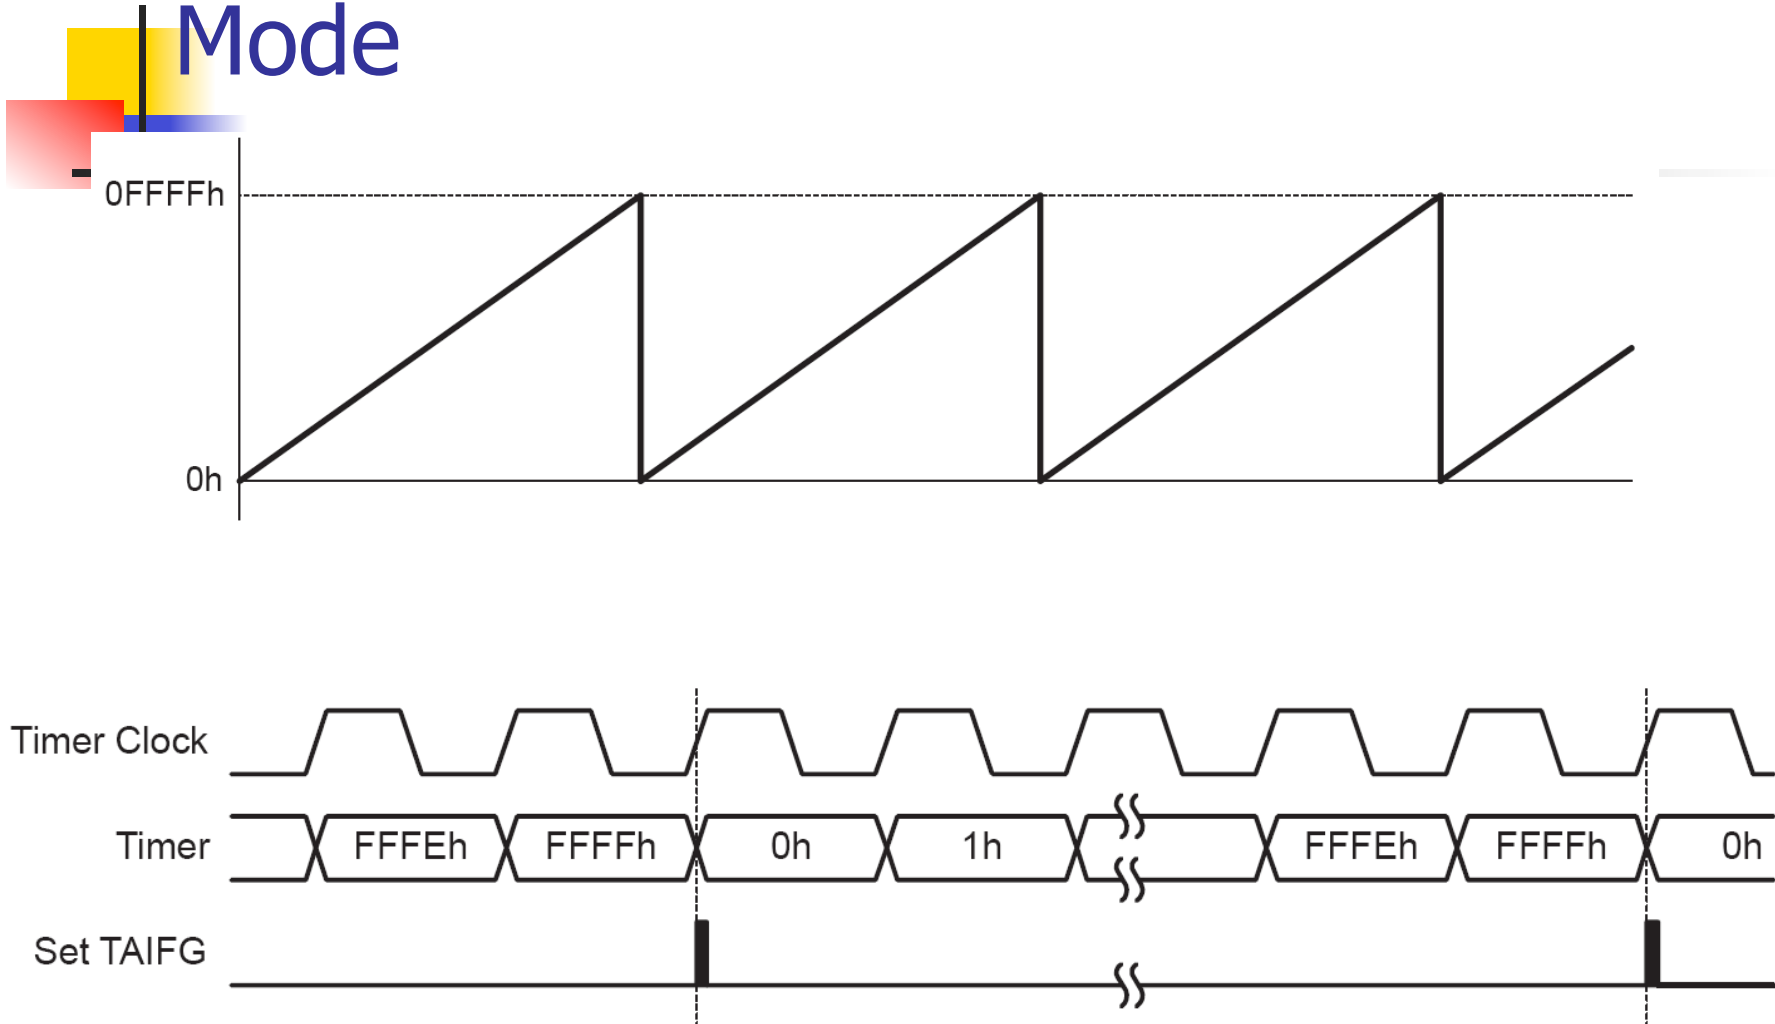 Mode
0FFFFh
0h
Timer Clock
Timer FFFEh FFFFh 0h 1h FFFEh FFFFh 0h
Set TAIFG